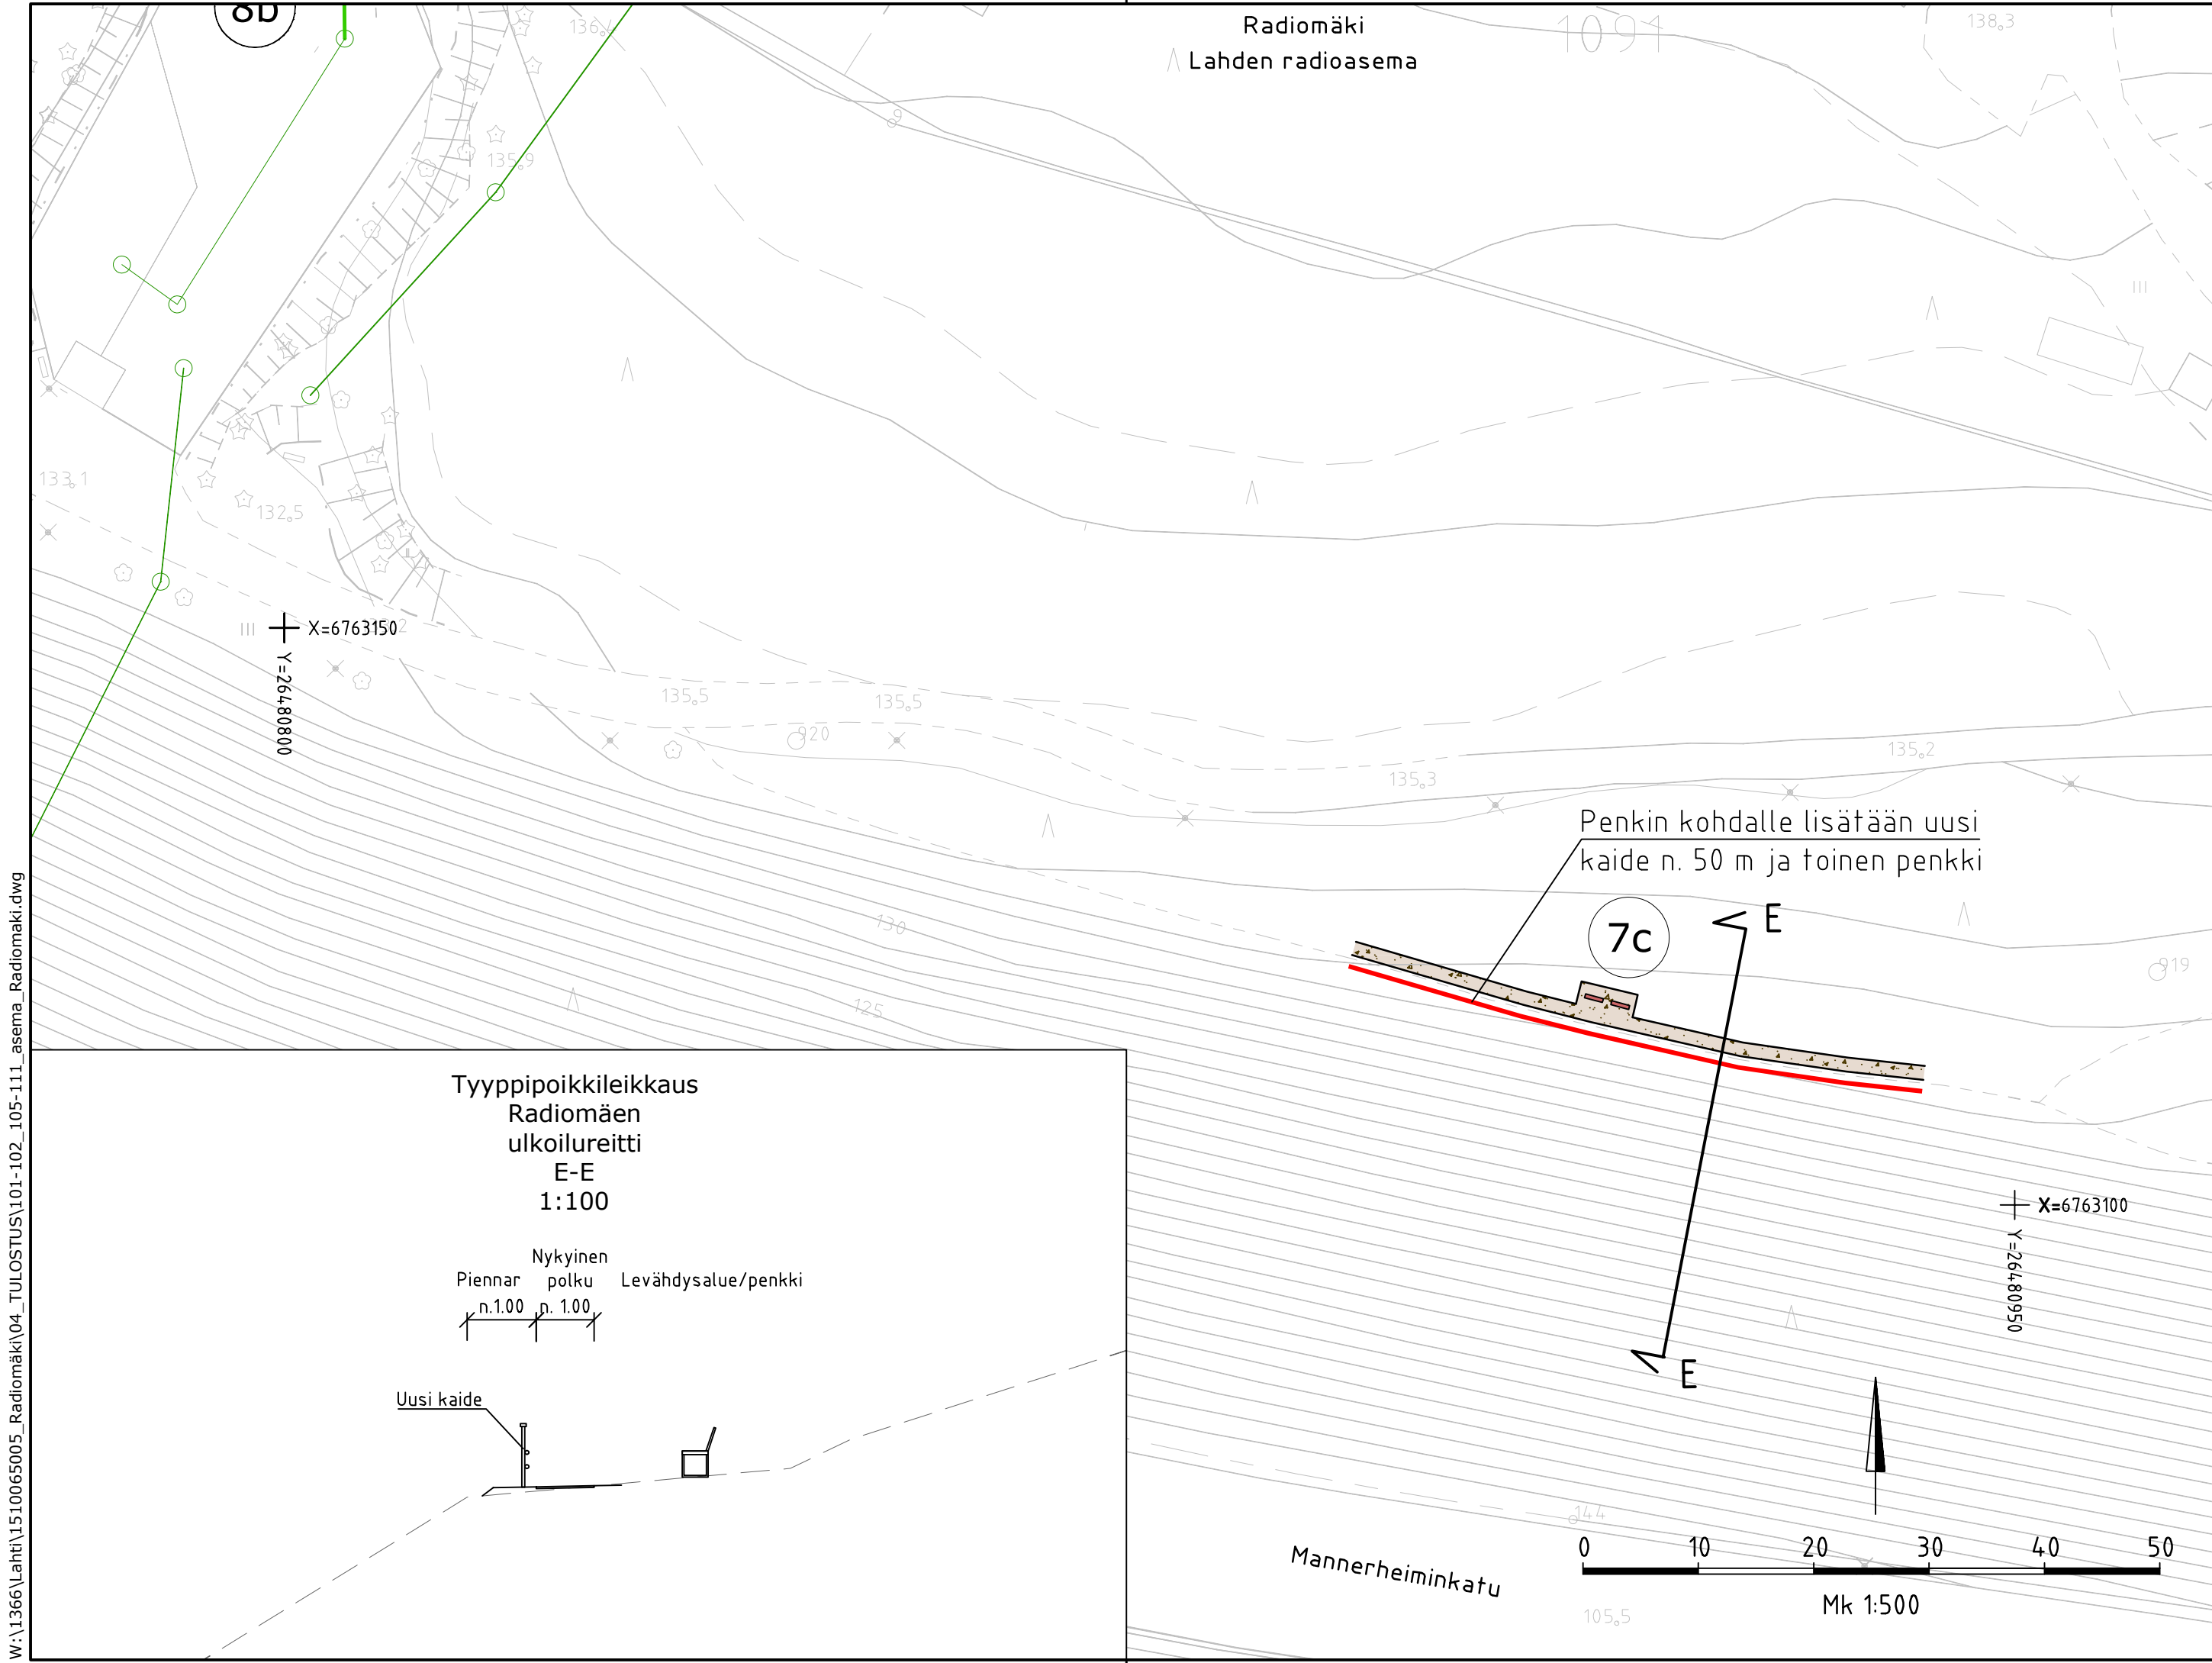 8b
136,
Radiomäki
Lahden radioasema
1091
138.3
9
135.9
133.1
132.5
X=6763150
Y=26480800
135.5
135.5
920
135.3
135.2
Penkin kohdalle lisätään uusi
kaide n. 50 m ja toinen penkki
7c
E
919
130
125
Tyyppipoikkileikkaus
Radiomäen
ulkoilureitti
E-E
1:100
Nykyinen
Piennar polku Levähdysalue/penkki
n.1.00 n. 1.00
Uusi kaide
X=6763100
Y=26480950
E
144
0 10 20 30 40 50
Mk 1:500
Mannerheiminkatu
105.5
W:\1366\Lahti\1510065005_Radiomäki\04_TULOSTUS\101-102_105-111_asema_Radiomaki.dwg